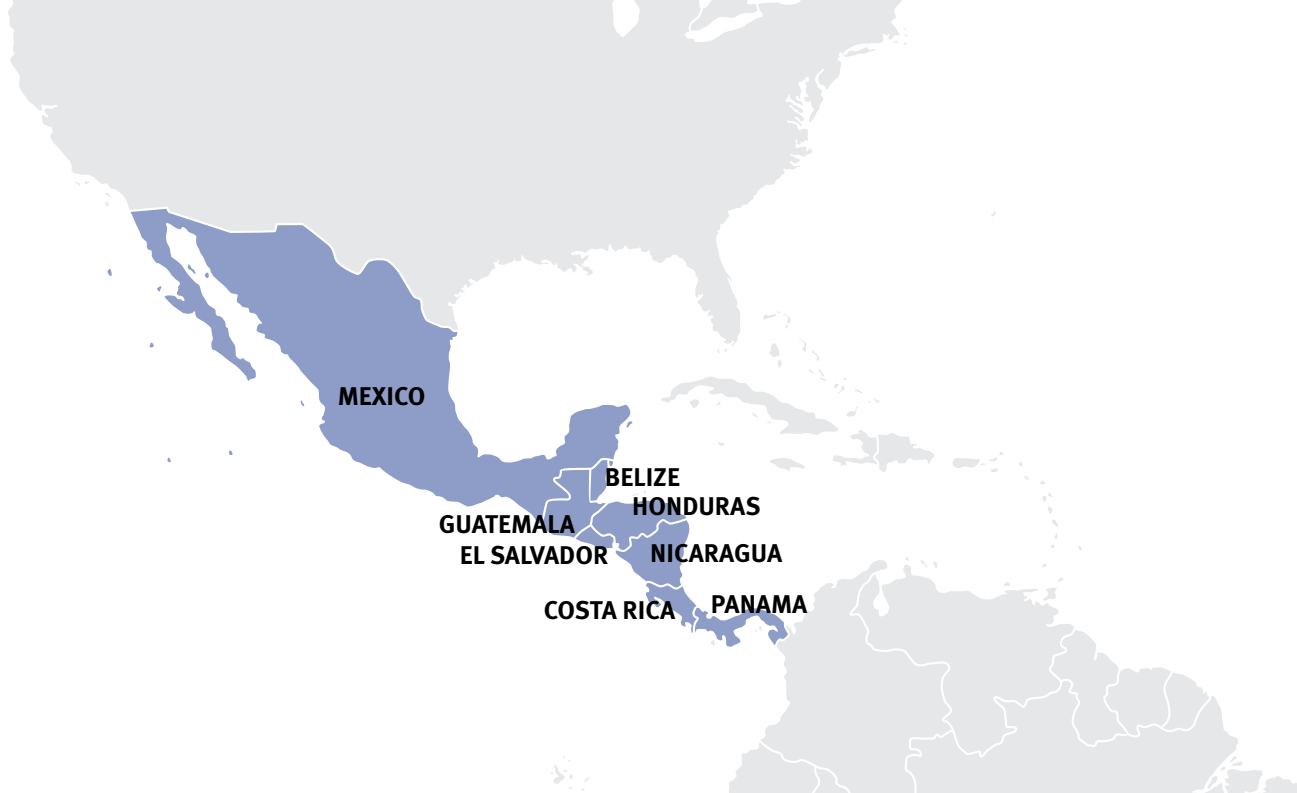 MEXICO
BELIZE
HONDURAS
GUATEMALA
EL SALVADOR
NICARAGUA
COSTA RICA
PANAMA